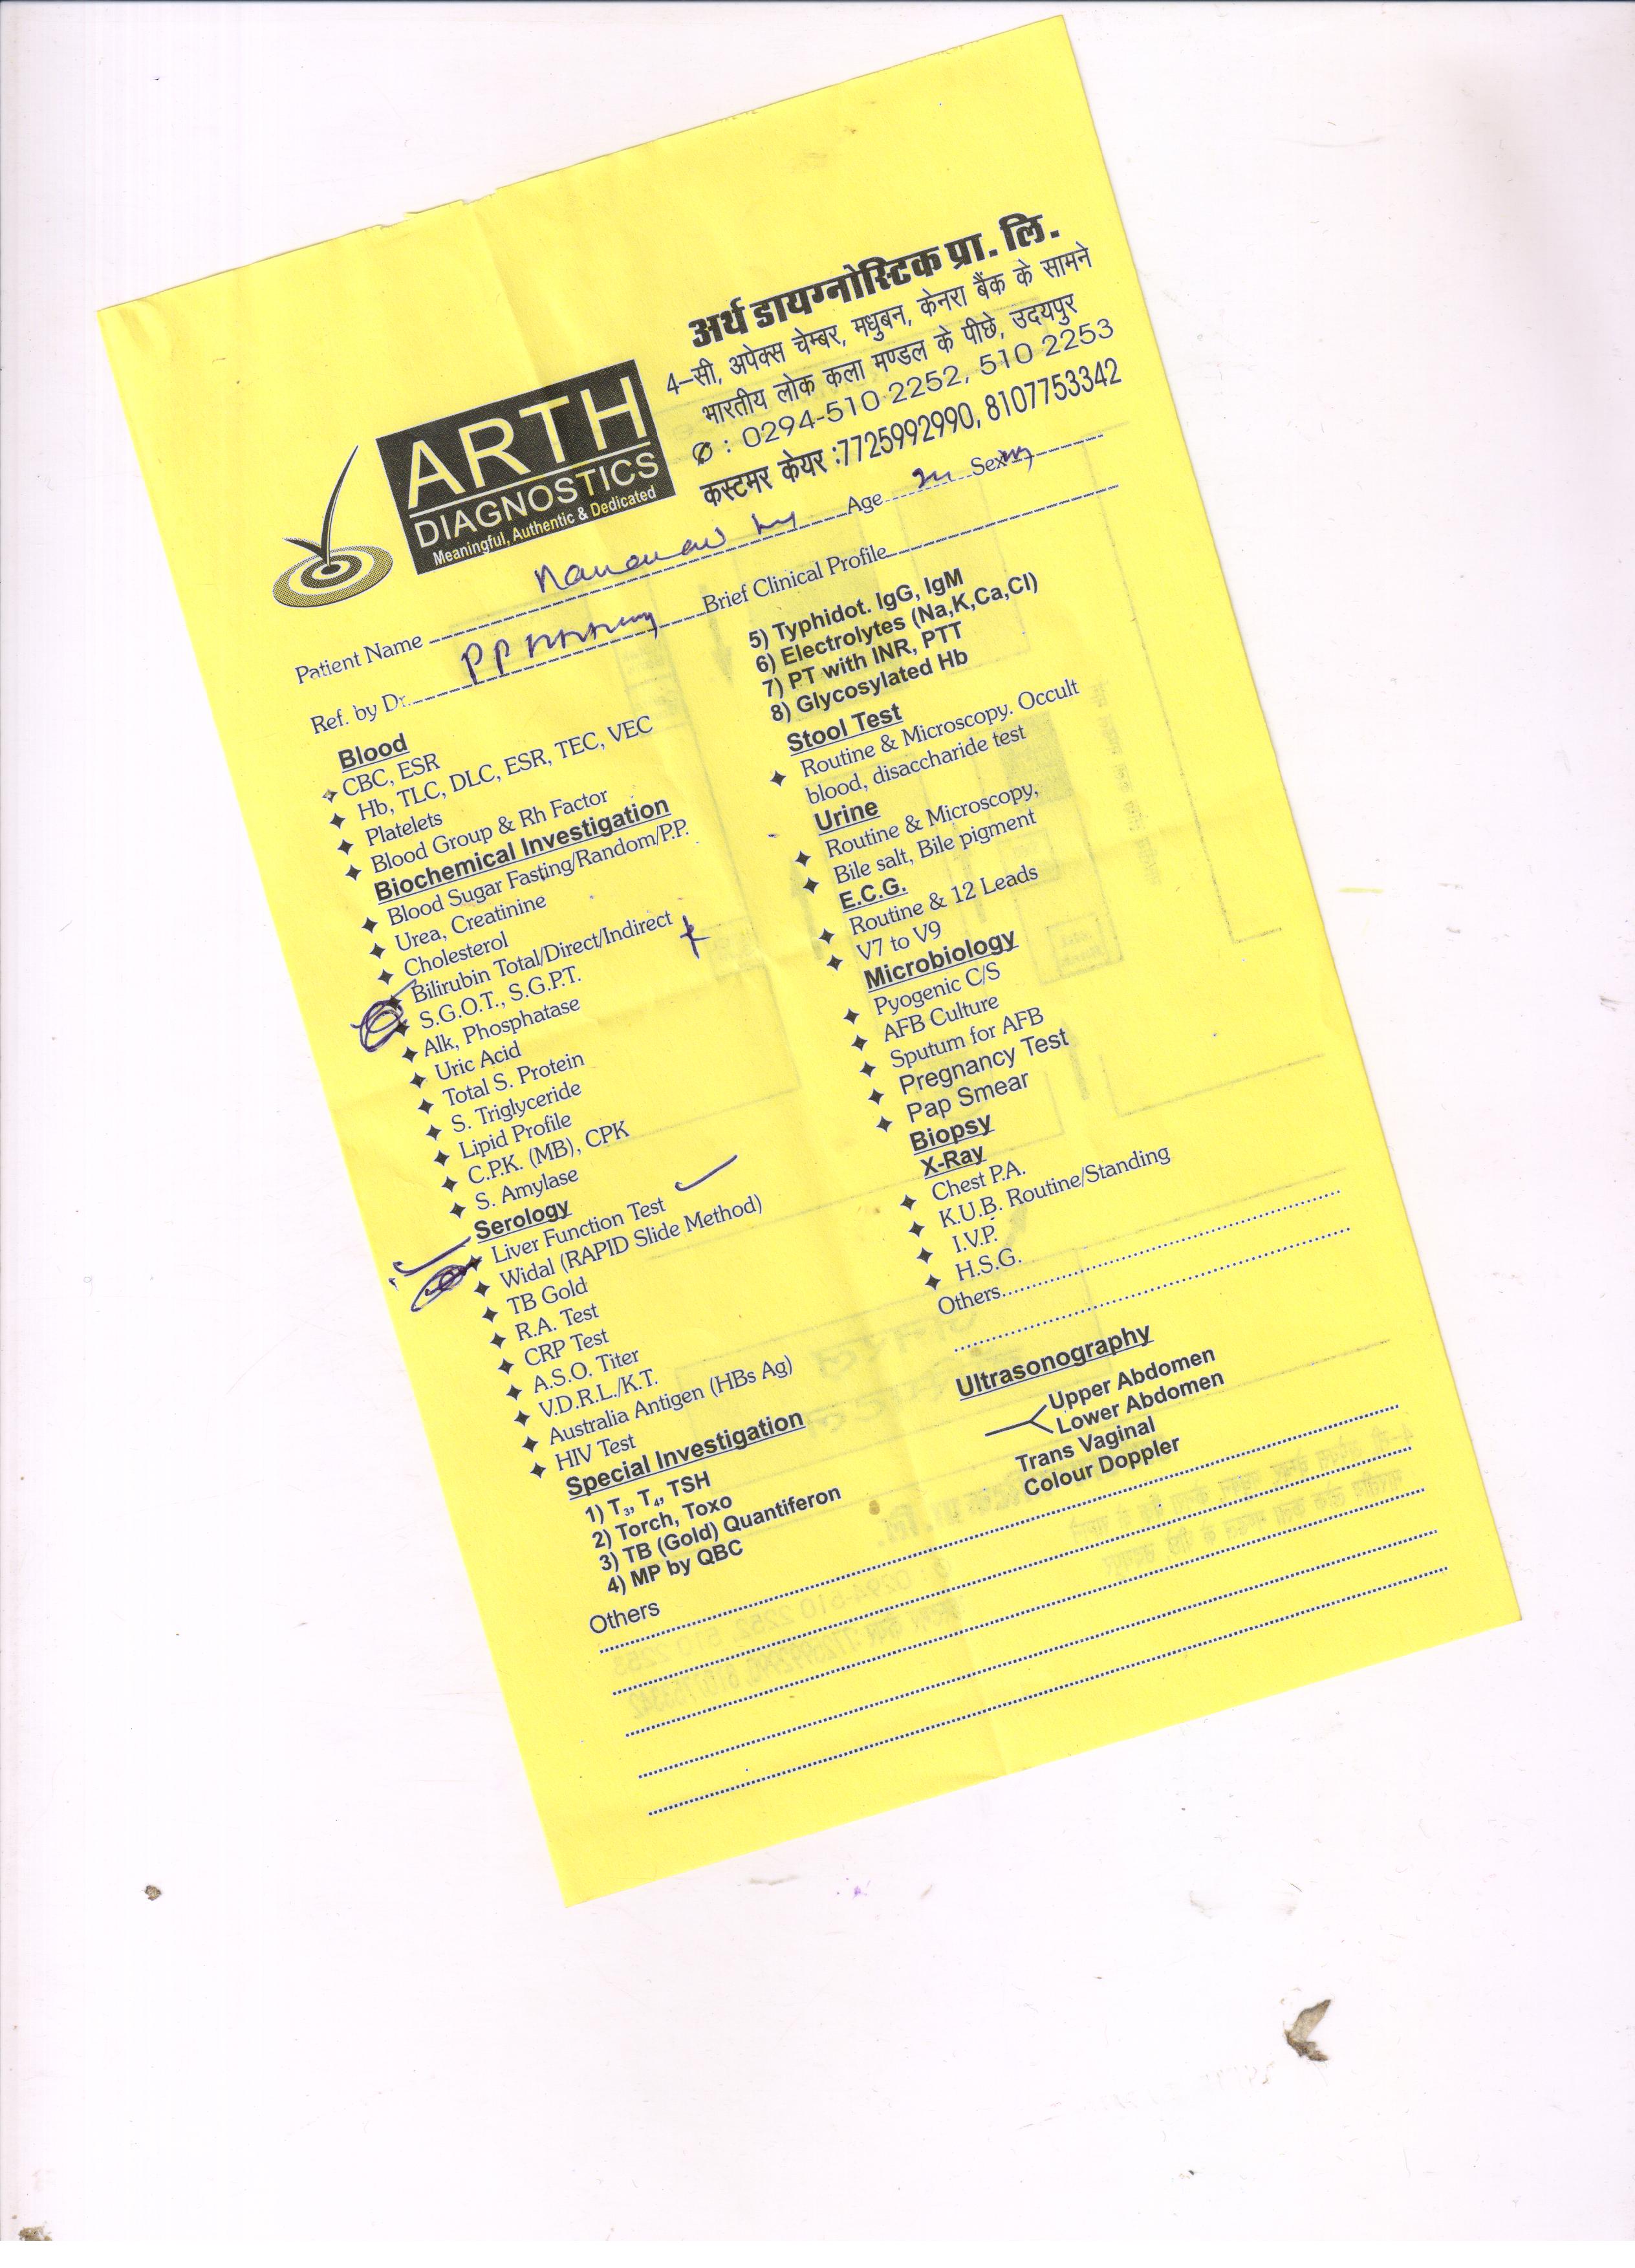 अर्थ डायग्नोस्टिक प्रा. लि.
4-सी, अपेक्स चेम्बर, मधुबन, केनरा बैंक के सामने
भारतीय लोक कला मण्डल के पीछे, उदयपुर
: 0294-510 2252, 510 2253
कस्टमर केयर :7725992990, 8107753342
ARTH
DIAGNOSTICS
Meaningful, Authentic & Dedicated
Patient Name Age Sex
Ref. by Dr. Brief Clinical Profile
Blood
CBC, ESR
Hb, TLC, DLC, ESR, TEC, VEC
Platelets
Blood Group & Rh Factor
Biochemical Investigation
Blood Sugar Fasting/Random/P.P.
Urea, Creatinine
Cholesterol
Bilirubin Total/Direct/Indirect
S.G.O.T., S.G.P.T.
Alk, Phosphatase
Uric Acid
Total S. Protein
S. Triglyceride
Lipid Profile
C.P.K. (MB), CPK
S. Amylase
Serology
Liver Function Test
Widal (RAPID Slide Method)
TB Gold
R.A. Test
CRP Test
A.S.O. Titer
V.D.R.L./K.T.
Australia Antigen (HBs Ag)
HIV Test
Special Investigation
1) T3, T4, TSH
2) Torch, Toxo
3) TB (Gold) Quantiferon
4) MP by QBC
Others
5) Typhidot. IgG, IgM
6) Electrolytes (Na,K,Ca,Cl)
7) PT with INR, PTT
8) Glycosylated Hb
Stool Test
Routine & Microscopy. Occult
blood, disaccharide test
Urine
Routine & Microscopy,
Bile salt, Bile pigment
E.C.G.
Routine & 12 Leads
V7 to V9
Microbiology
Pyogenic C/S
AFB Culture
Sputum for AFB
Pregnancy Test
Pap Smear
Biopsy
X-Ray
Chest P.A.
K.U.B. Routine/Standing
I.V.P.
H.S.G.
Others
Ultrasonography
Upper Abdomen
Lower Abdomen
Trans Vaginal
Colour Doppler